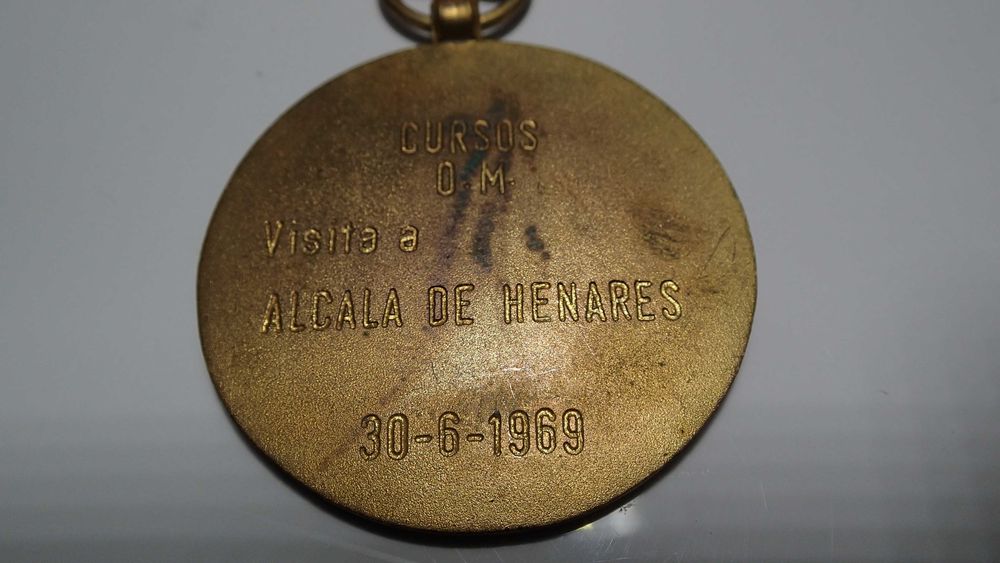 CURSOS
O.M.
Visita a
ALCALA DE HENARES
30-6-1969